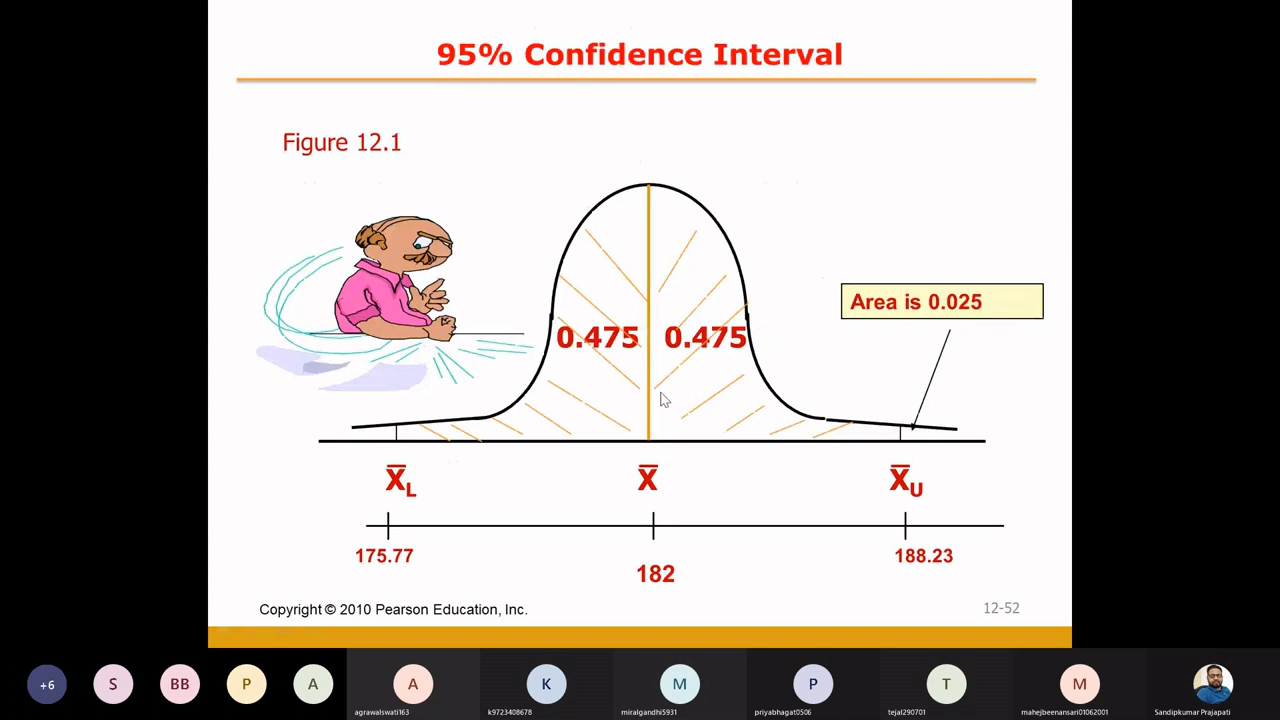 95% Confidence Interval
Figure 12.1
Area is 0.025
0.475 0.475
X̅L X̅ X̅U
175.77 188.23
182
Copyright © 2010 Pearson Education, Inc. 12-52
+6 S BB P A A K M P T M
agrawalswati163 k9723408678 miralgandhi5931 priyabhagat0506 tejal290701 mahejbeenansari01062001 Sandipkumar Prajapati